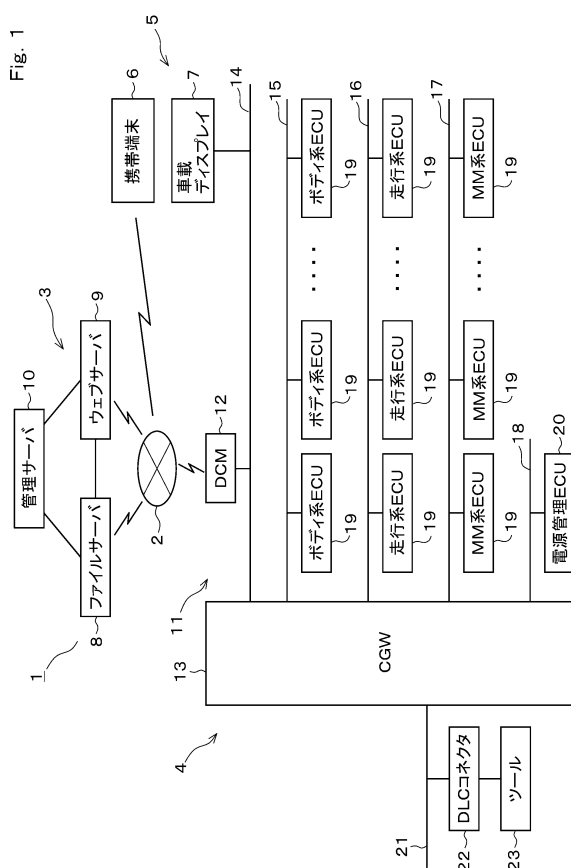 Fig. 1
1
管理サーバ
10
3
ファイルサーバ
8
ウェブサーバ
9
2
5
携帯端末
6
車載
ディスプレイ
7
DCM
12
11
4
13
CGW
14
15
ボディ系ECU
19
ボディ系ECU
19
・・・・
ボディ系ECU
19
16
走行系ECU
19
走行系ECU
19
・・・・
走行系ECU
19
17
MM系ECU
19
MM系ECU
19
・・・・
MM系ECU
19
18
電源管理ECU
20
21
DLCコネクタ
22
ツール
23